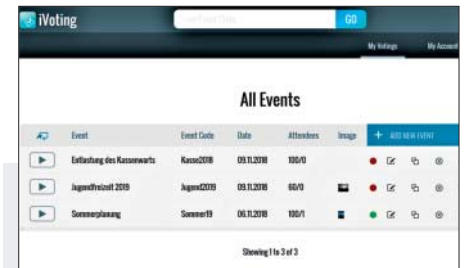 iVoting
GO
My Votings My Account
All Events
Event Event Code Date Attendees Image + ADD NEW EVENT
Entlastung des Kassenwarts Kasse2018 09.11.2018 100/0
Jugendfreizeit 2019 Jugend2019 09.11.2018 60/0
Sommerplanung Sommer19 06.11.2018 100/1
Showing 1 to 3 of 3